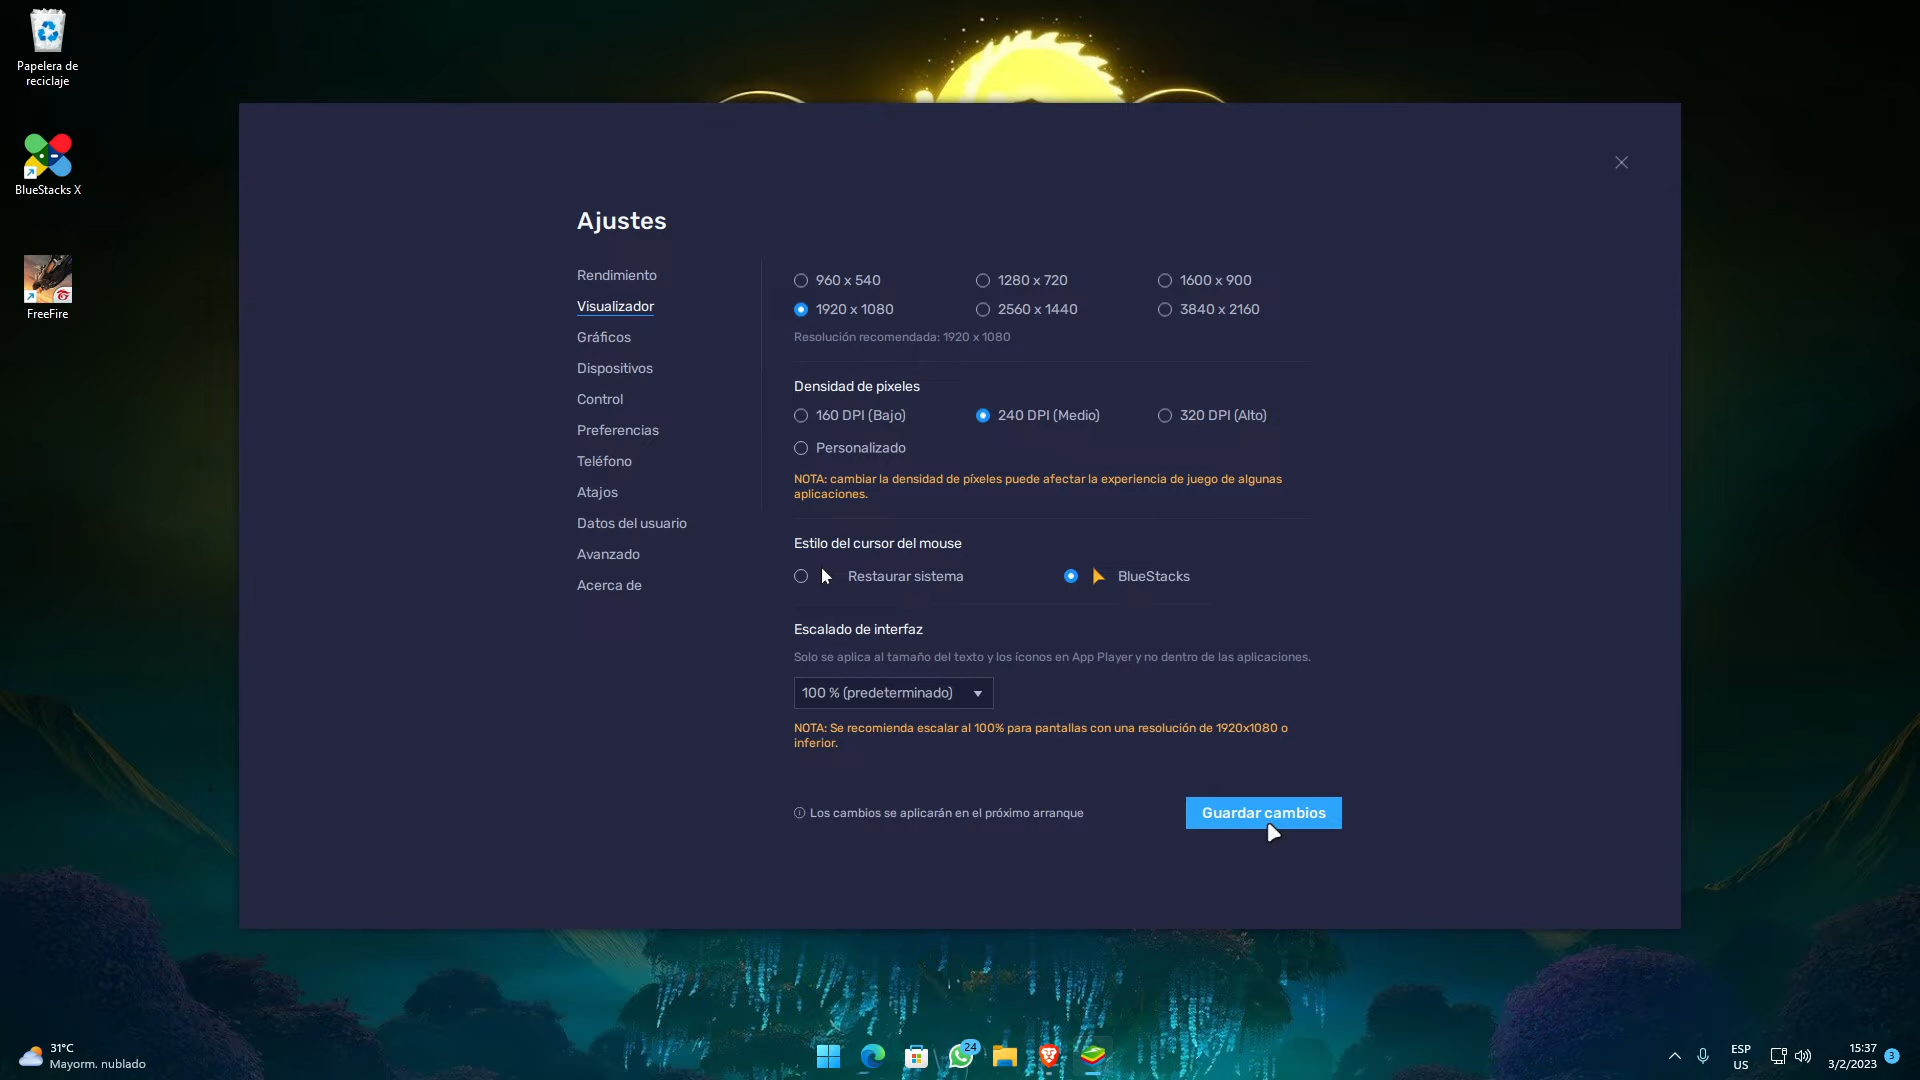 Papelera de
reciclaje
BlueStacks X
FreeFire
Ajustes
Rendimiento
Visualizador
Gráficos
Dispositivos
Control
Preferencias
Teléfono
Atajos
Datos del usuario
Avanzado
Acerca de
960 x 540
1280 x 720
1600 x 900
1920 x 1080
2560 x 1440
3840 x 2160
Resolución recomendada: 1920 x 1080
Densidad de pixeles
160 DPI (Bajo)
240 DPI (Medio)
320 DPI (Alto)
Personalizado
NOTA: cambiar la densidad de píxeles puede afectar la experiencia de juego de algunas
aplicaciones.
Estilo del cursor del mouse
Restaurar sistema
BlueStacks
Escalado de interfaz
Solo se aplica al tamaño del texto y los íconos en App Player y no dentro de las aplicaciones.
100 % (predeterminado)
NOTA: Se recomienda escalar al 100% para pantallas con una resolución de 1920x1080 o
inferior.
Los cambios se aplicarán en el próximo arranque
Guardar cambios
31°C
Mayorm. nublado
24
ESP
US
15:37
3/2/2023
3